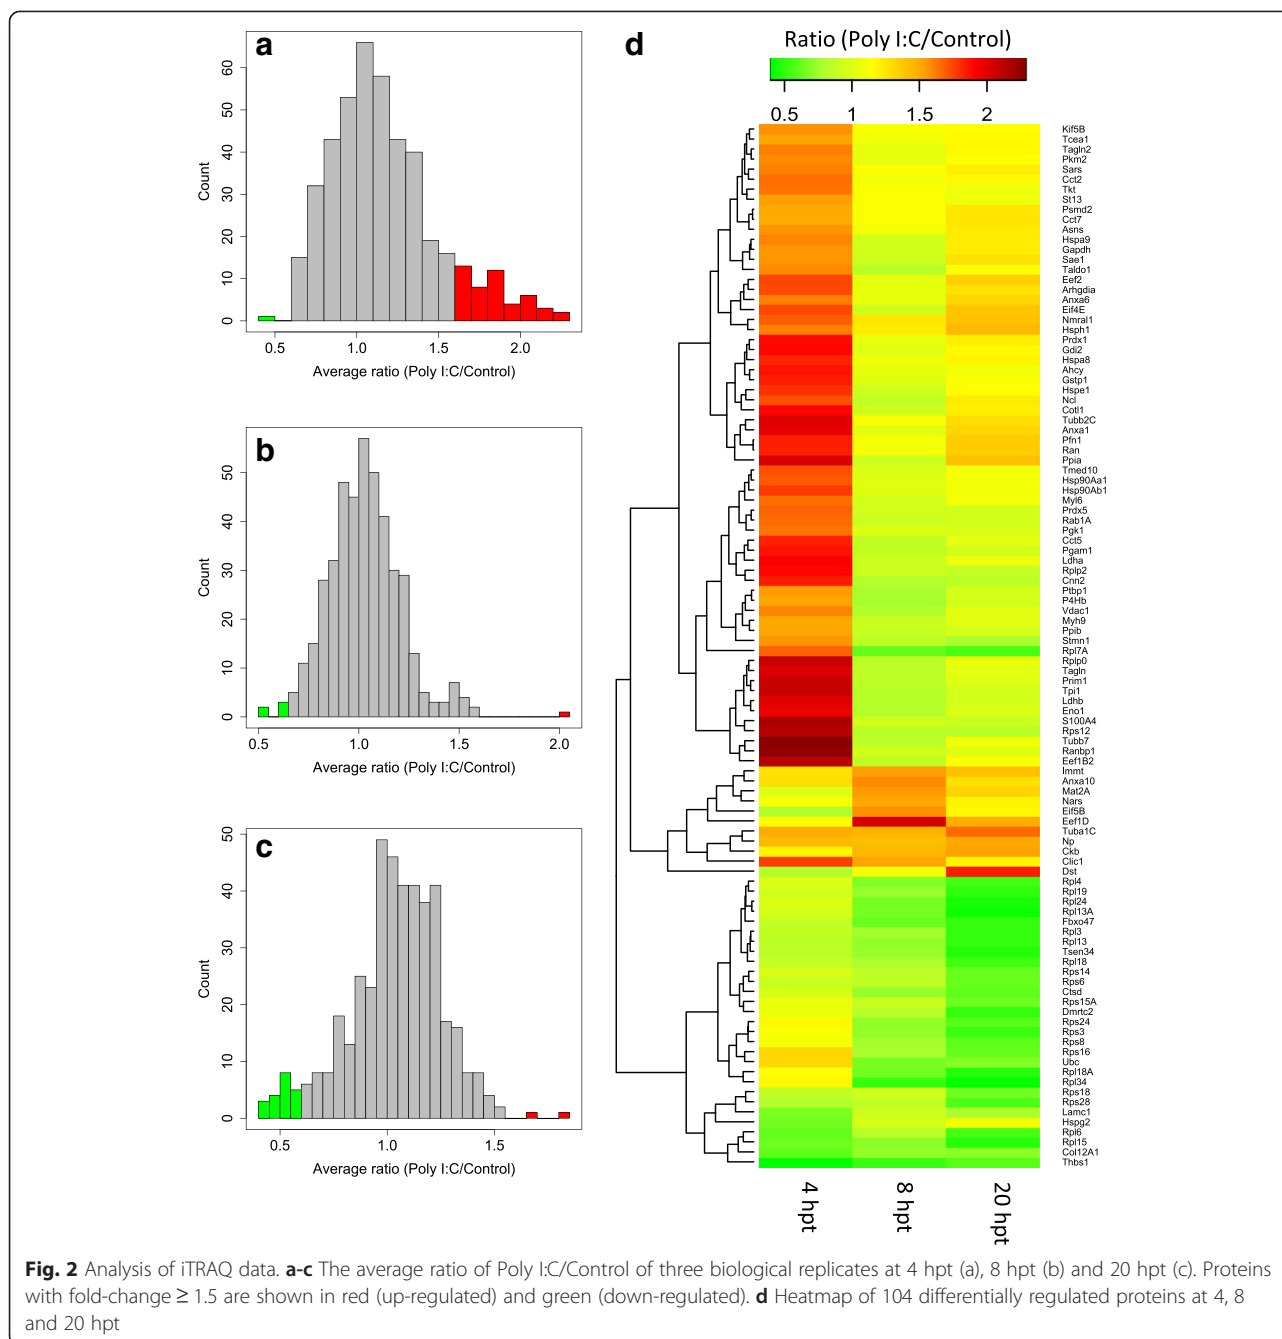 a
60
50
40
30
20
10
0
Count
0.5 1.0 1.5 2.0
Average ratio (Poly I:C/Control)
b
50
40
30
20
10
0
Count
0.5 1.0 1.5 2.0
Average ratio (Poly I:C/Control)
c
50
40
30
20
10
0
Count
0.5 1.0 1.5
Average ratio (Poly I:C/Control)
d
Ratio (Poly I:C/Control)
0.5 1 1.5 2
Kif5B
Tcea1
Tagln2
Pkm2
Sars
Cct2
Tkt
St13
Psmd2
Cct7
Asns
Hspa9
Gapdh
Sae1
Taldo1
Eef2
Arhgdia
Anxa6
Eif4E
Nmral1
Hsph1
Prdx1
Gdi2
Hspa8
Ahcy
Gstp1
Hspe1
Ncl
Cotl1
Tubb2C
Anxa1
Pfn1
Ran
Ppia
Tmed10
Hsp90Aa1
Hsp90Ab1
Myl6
Prdx5
Rab1A
Pgk1
Cct5
Pgam1
Ldha
Rplp2
Cnn2
Ptbp1
P4Hb
Vdac1
Myh9
Ppib
Stmn1
Rpl7A
Rplp0
Tagln
Prim1
Tpi1
Ldhb
Eno1
S100A4
Rps12
Tubb7
Ranbp1
Eef1B2
Immt
Anxa10
Mat2A
Nars
Eif5B
Eef1D
Tuba1C
Np
Ckb
Clic1
Dst
Rpl4
Rpl19
Rpl24
Rpl13A
Fbxo47
Rpl3
Rpl13
Tsen34
Rpl18
Rps14
Rps6
Ctsd
Rps15A
Dmrtc2
Rps24
Rps3
Rps8
Rps16
Ubc
Rpl18A
Rpl34
Rps18
Rps28
Lamc1
Hspg2
Rpl6
Rpl15
Col12A1
Thbs1
4 hpt
8 hpt
20 hpt
Fig. 2 Analysis of iTRAQ data. a-c The average ratio of Poly I:C/Control of three biological replicates at 4 hpt (a), 8 hpt (b) and 20 hpt (c). Proteins
with fold-change ≥ 1.5 are shown in red (up-regulated) and green (down-regulated). d Heatmap of 104 differentially regulated proteins at 4, 8
and 20 hpt